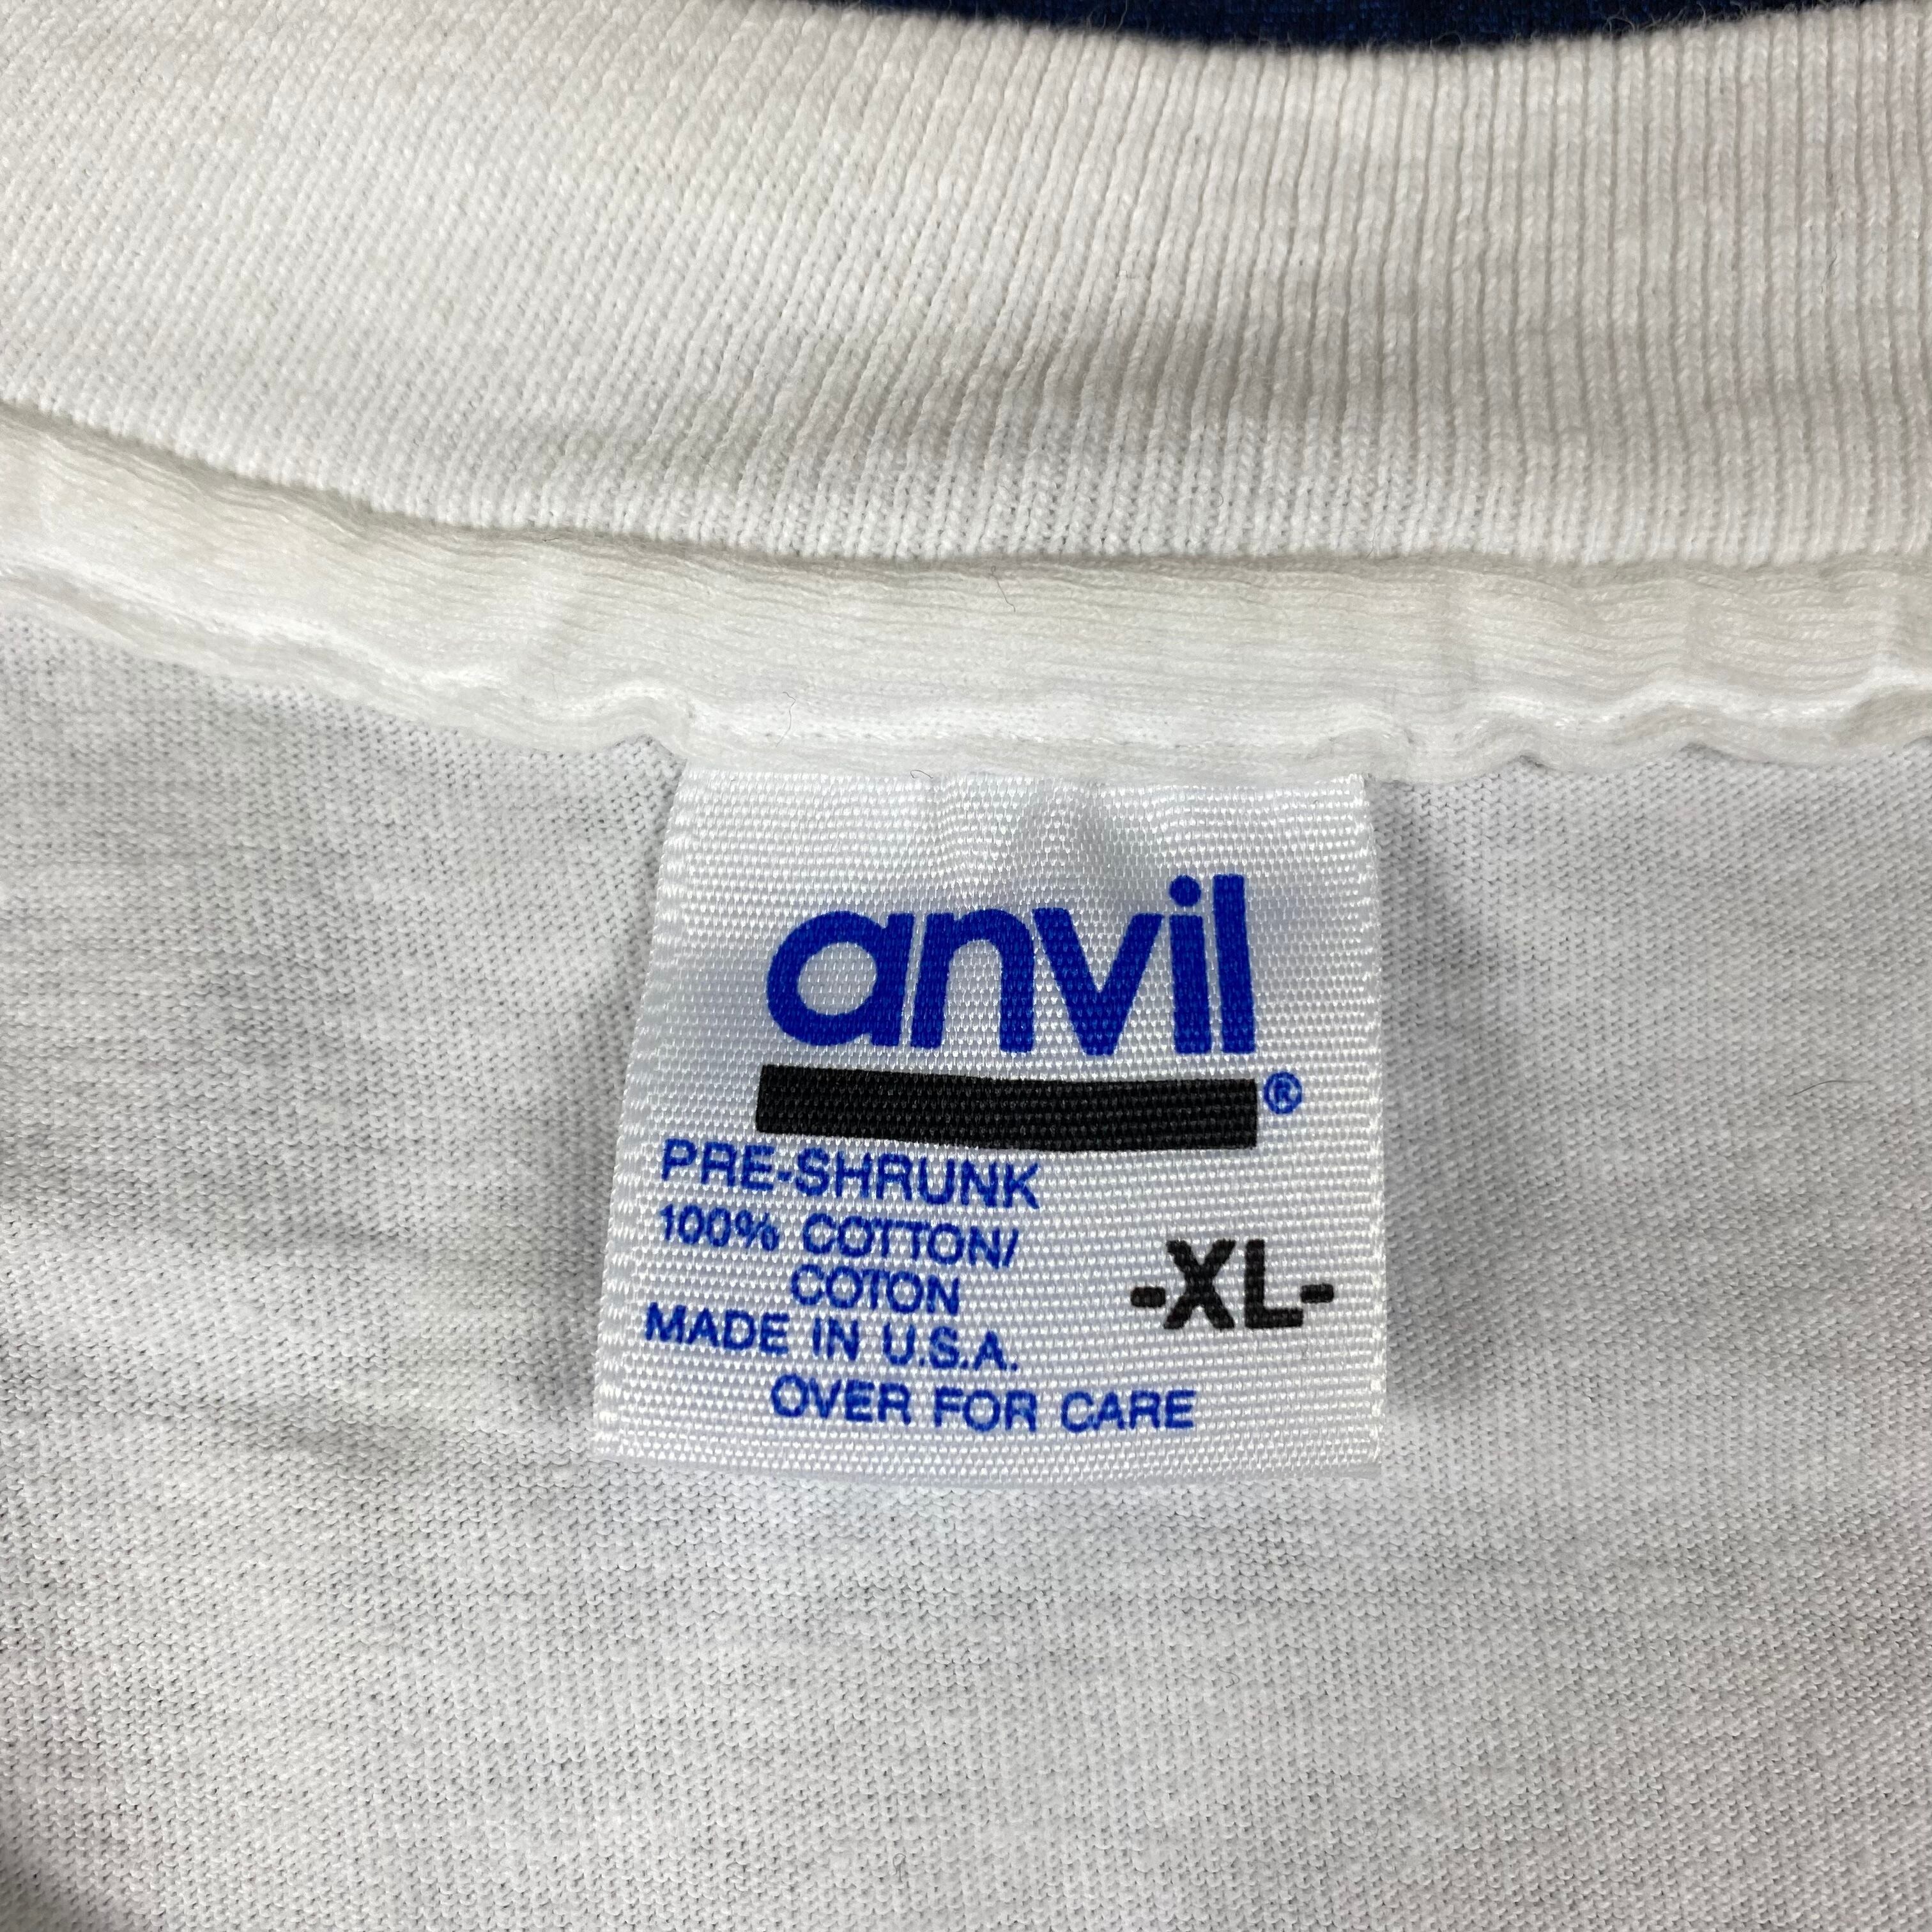 anvil
®
PRE-SHRUNK
100% COTTON/
COTON
-XL-
MADE IN U.S.A.
OVER FOR CARE